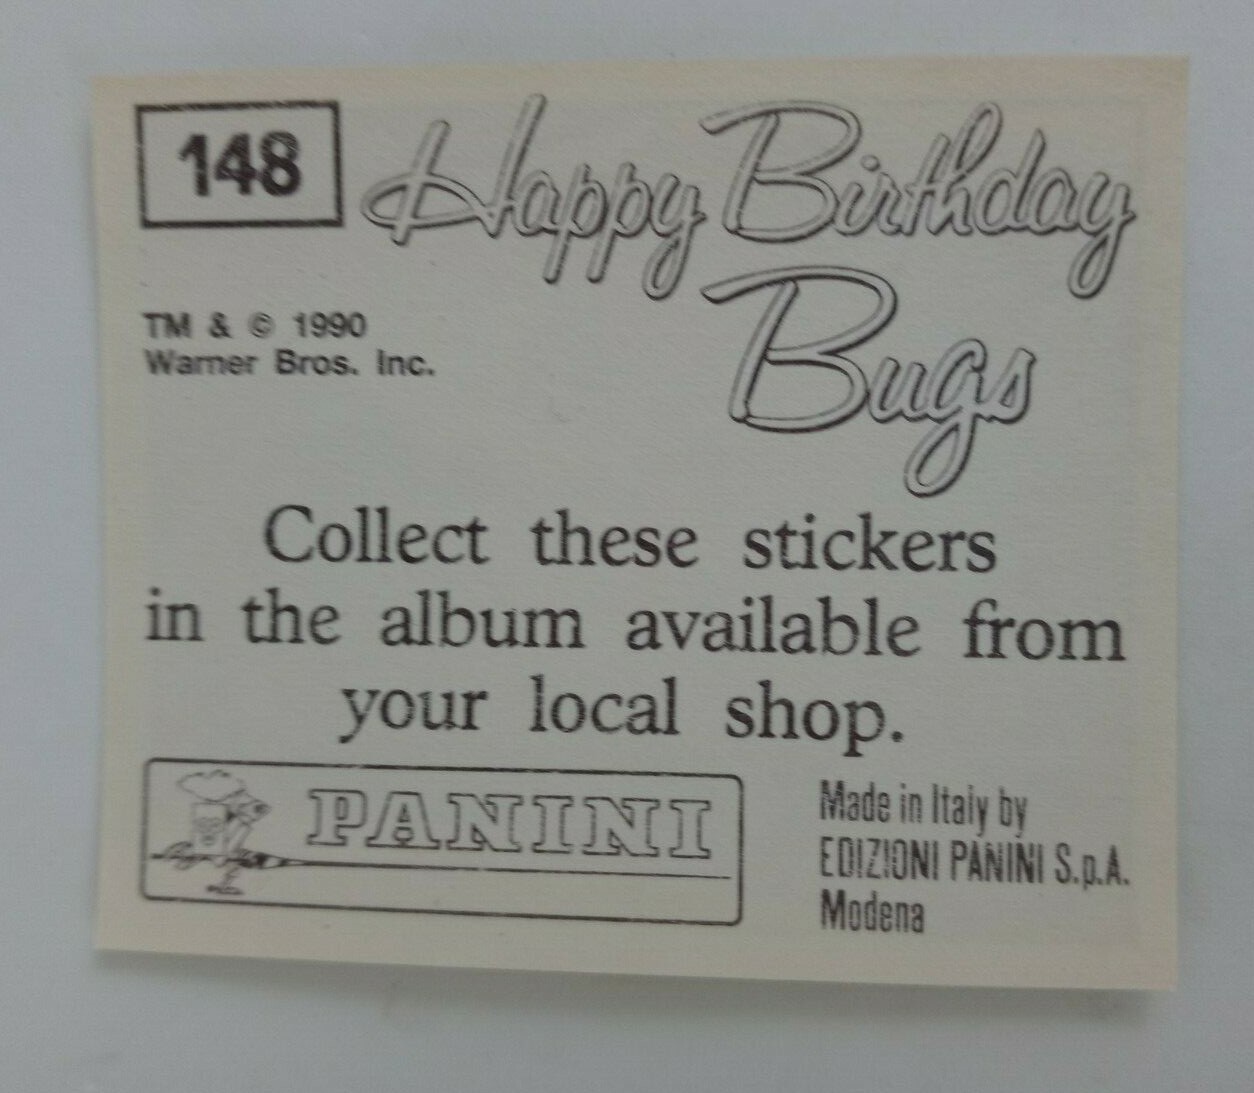 148
Happy Birthday
Bugs
TM & © 1990
Warner Bros. Inc.
Collect these stickers
in the album available from
your local shop.
PANINI
Made in Italy by
EDIZIONI PANINI S.p.A.
Modena